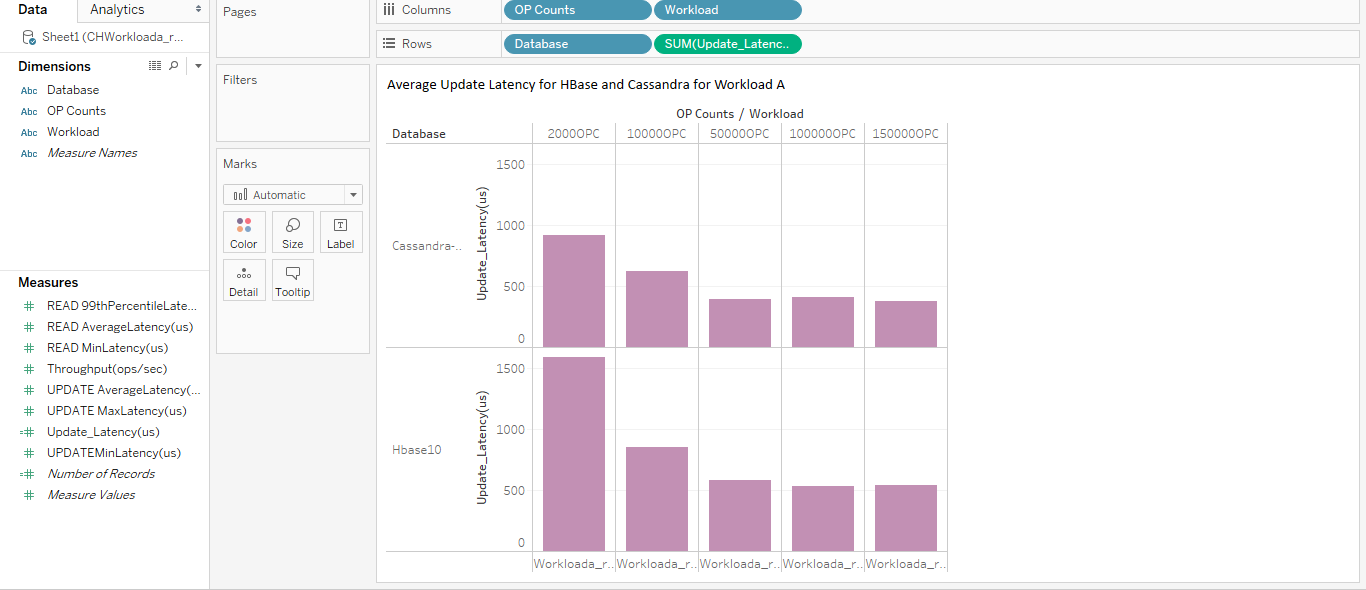 Data
Analytics
Sheet1 (CHWorkloada_r...
Dimensions
Abc Database
Abc OP Counts
Abc Workload
Abc Measure Names
Measures
READ 99thPercentileLate...
READ AverageLatency(us)
READ MinLatency(us)
Throughput(ops/sec)
UPDATE AverageLatency(...
UPDATE MaxLatency(us)
Update_Latency(us)
UPDATEMinLatency(us)
Number of Records
Measure Values
Pages
Filters
Marks
Automatic
Color Size Label
Detail Tooltip
Columns OP Counts Workload
Rows Database SUM(Update_Latenc..
Average Update Latency for HBase and Cassandra for Workload A
OP Counts / Workload
Database 2000OPC 10000OPC 50000OPC 100000OPC 150000OPC
Cassandra-..
Update_Latency(us)
1500
1000
500
0
Hbase10
Update_Latency(us)
1500
1000
500
0
Workloada_r.. Workloada_r.. Workloada_r.. Workloada_r.. Workloada_r..